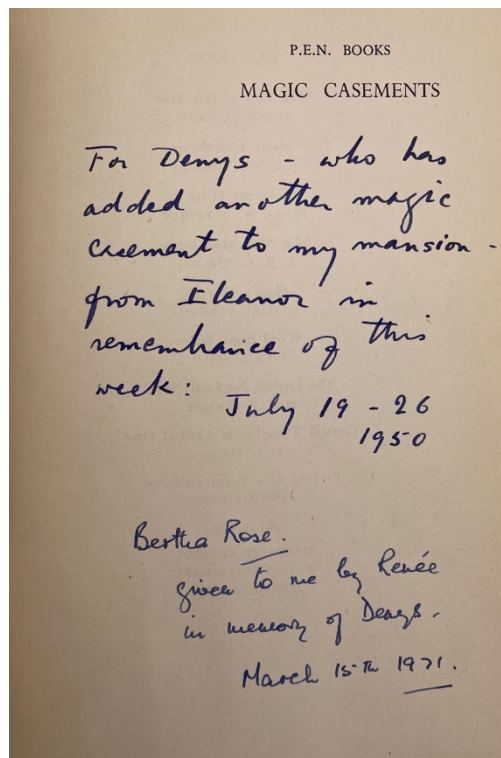 P.E.N. BOOKS
MAGIC CASEMENTS
For Denys - who has
added another magic
casement to my mansion -
from Eleanor in
remembrance of this
week:
July 19 - 26
1950
Bertha Rose.
given to me by Renée
in memory of Denys.
March 15th 1971.